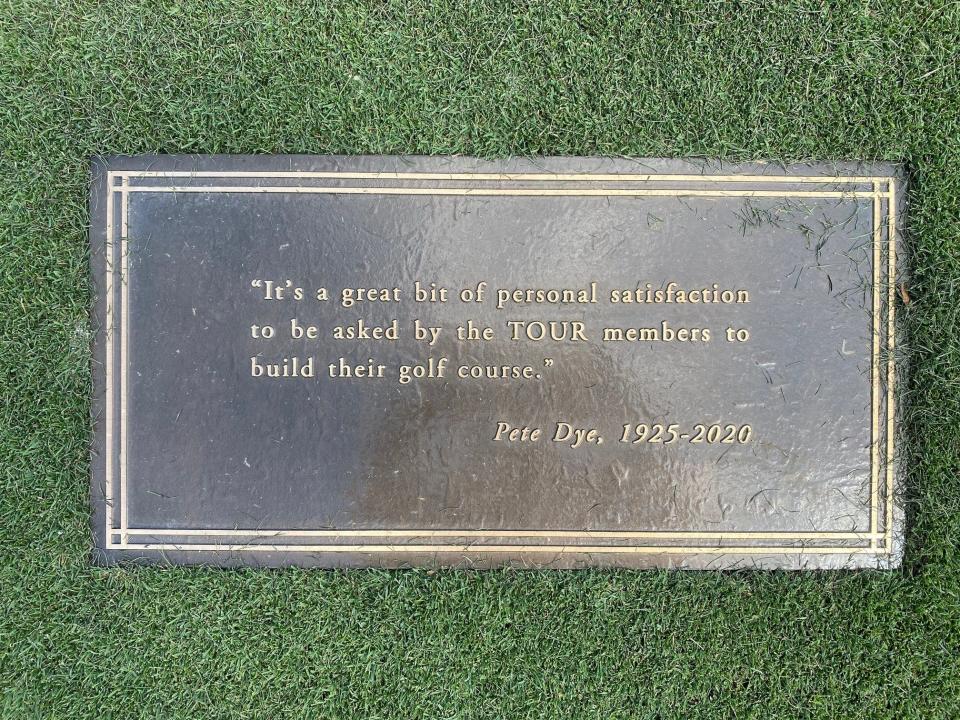 “It’s a great bit of personal satisfaction
to be asked by the TOUR members to
build their golf course.”
Pete Dye, 1925-2020